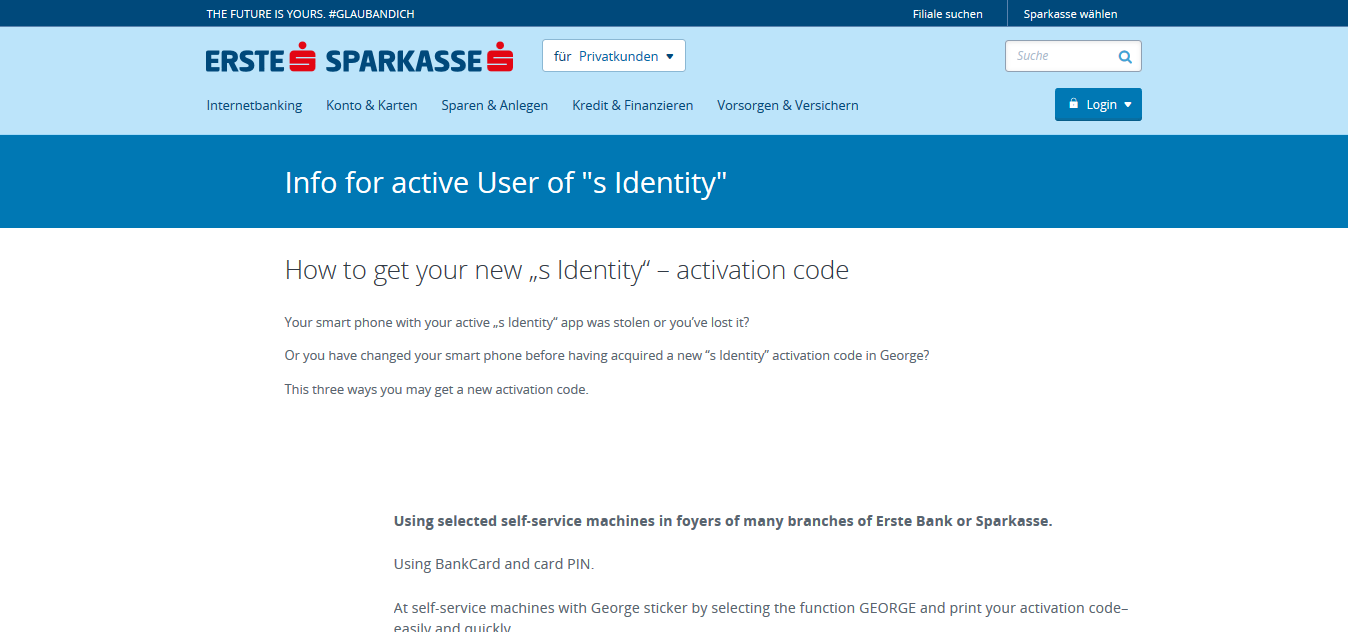 THE FUTURE IS YOURS. #GLAUBANDICH
Filiale suchen
Sparkasse wählen
ERSTE SPARKASSE
für Privatkunden
Suche
Internetbanking
Konto & Karten
Sparen & Anlegen
Kredit & Finanzieren
Vorsorgen & Versichern
Login
Info for active User of "s Identity"
How to get your new „s Identity“ – activation code
Your smart phone with your active „s Identity“ app was stolen or you’ve lost it?
Or you have changed your smart phone before having acquired a new “s Identity” activation code in George?
This three ways you may get a new activation code.
Using selected self-service machines in foyers of many branches of Erste Bank or Sparkasse.
Using BankCard and card PIN.
At self-service machines with George sticker by selecting the function GEORGE and print your activation code–
easily and quickly.